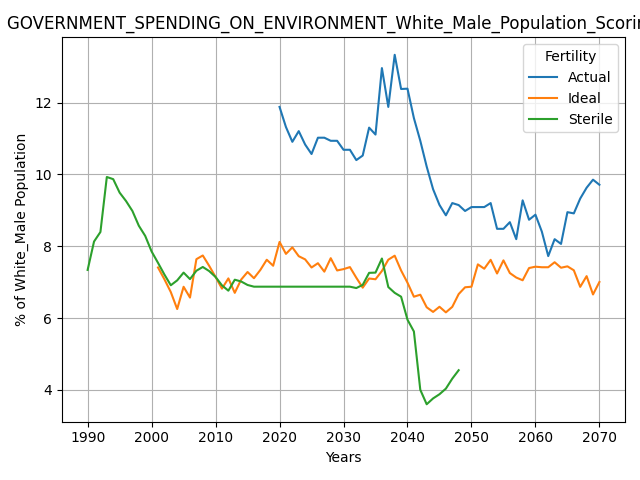 GOVERNMENT_SPENDING_ON_ENVIRONMENT_White_Male_Population_Scorin
Fertility
Actual
Ideal
Sterile
% of White_Male Population
12
10
8
6
4
1990 2000 2010 2020 2030 2040 2050 2060 2070
Years